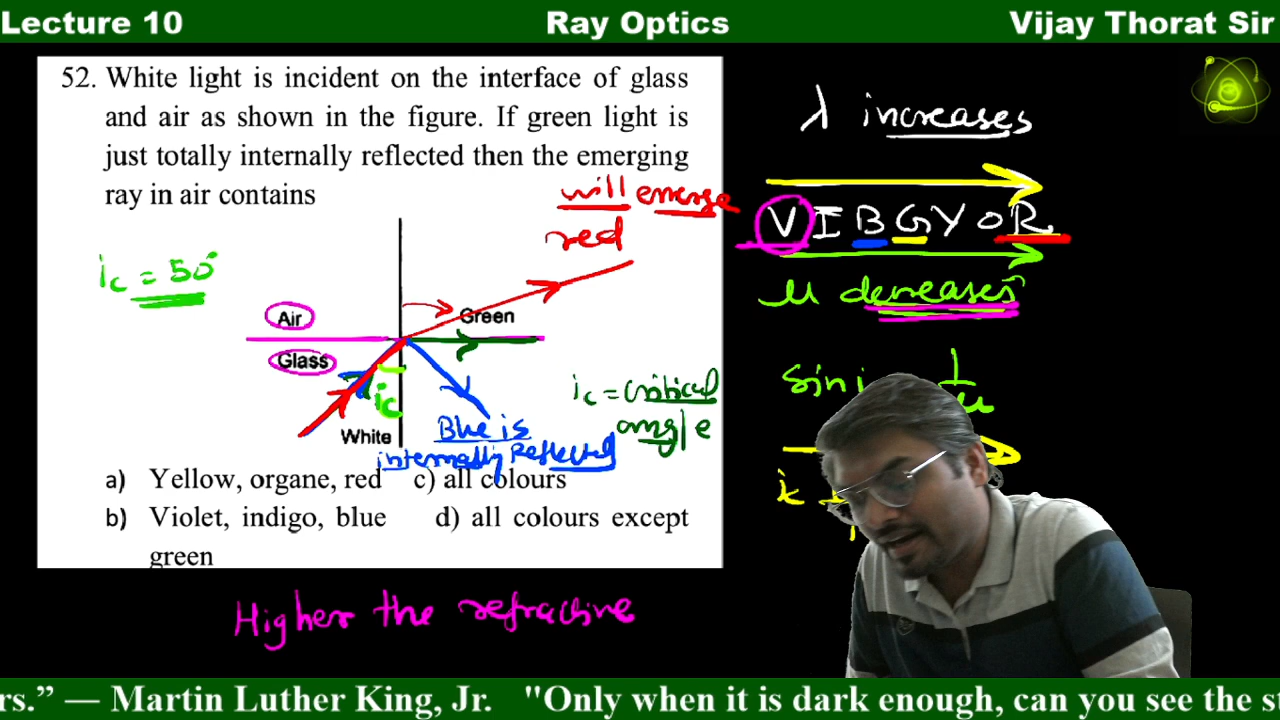 Lecture 10 Ray Optics Vijay Thorat Sir
52. White light is incident on the interface of glass
and air as shown in the figure. If green light is
just totally internally reflected then the emerging
ray in air contains
will emerge
red
ic = 50°
Air
Green
Glass
ic
White
Blue is
internally Reflected
ic = critical
angle
a) Yellow, organe, red c) all colours
b) Violet, indigo, blue d) all colours except
green
Higher the refractive
λ increases
V I B G Y O R
μ decreases
sin i 1
μ
rs.” — Martin Luther King, Jr. "Only when it is dark enough, can you see the s